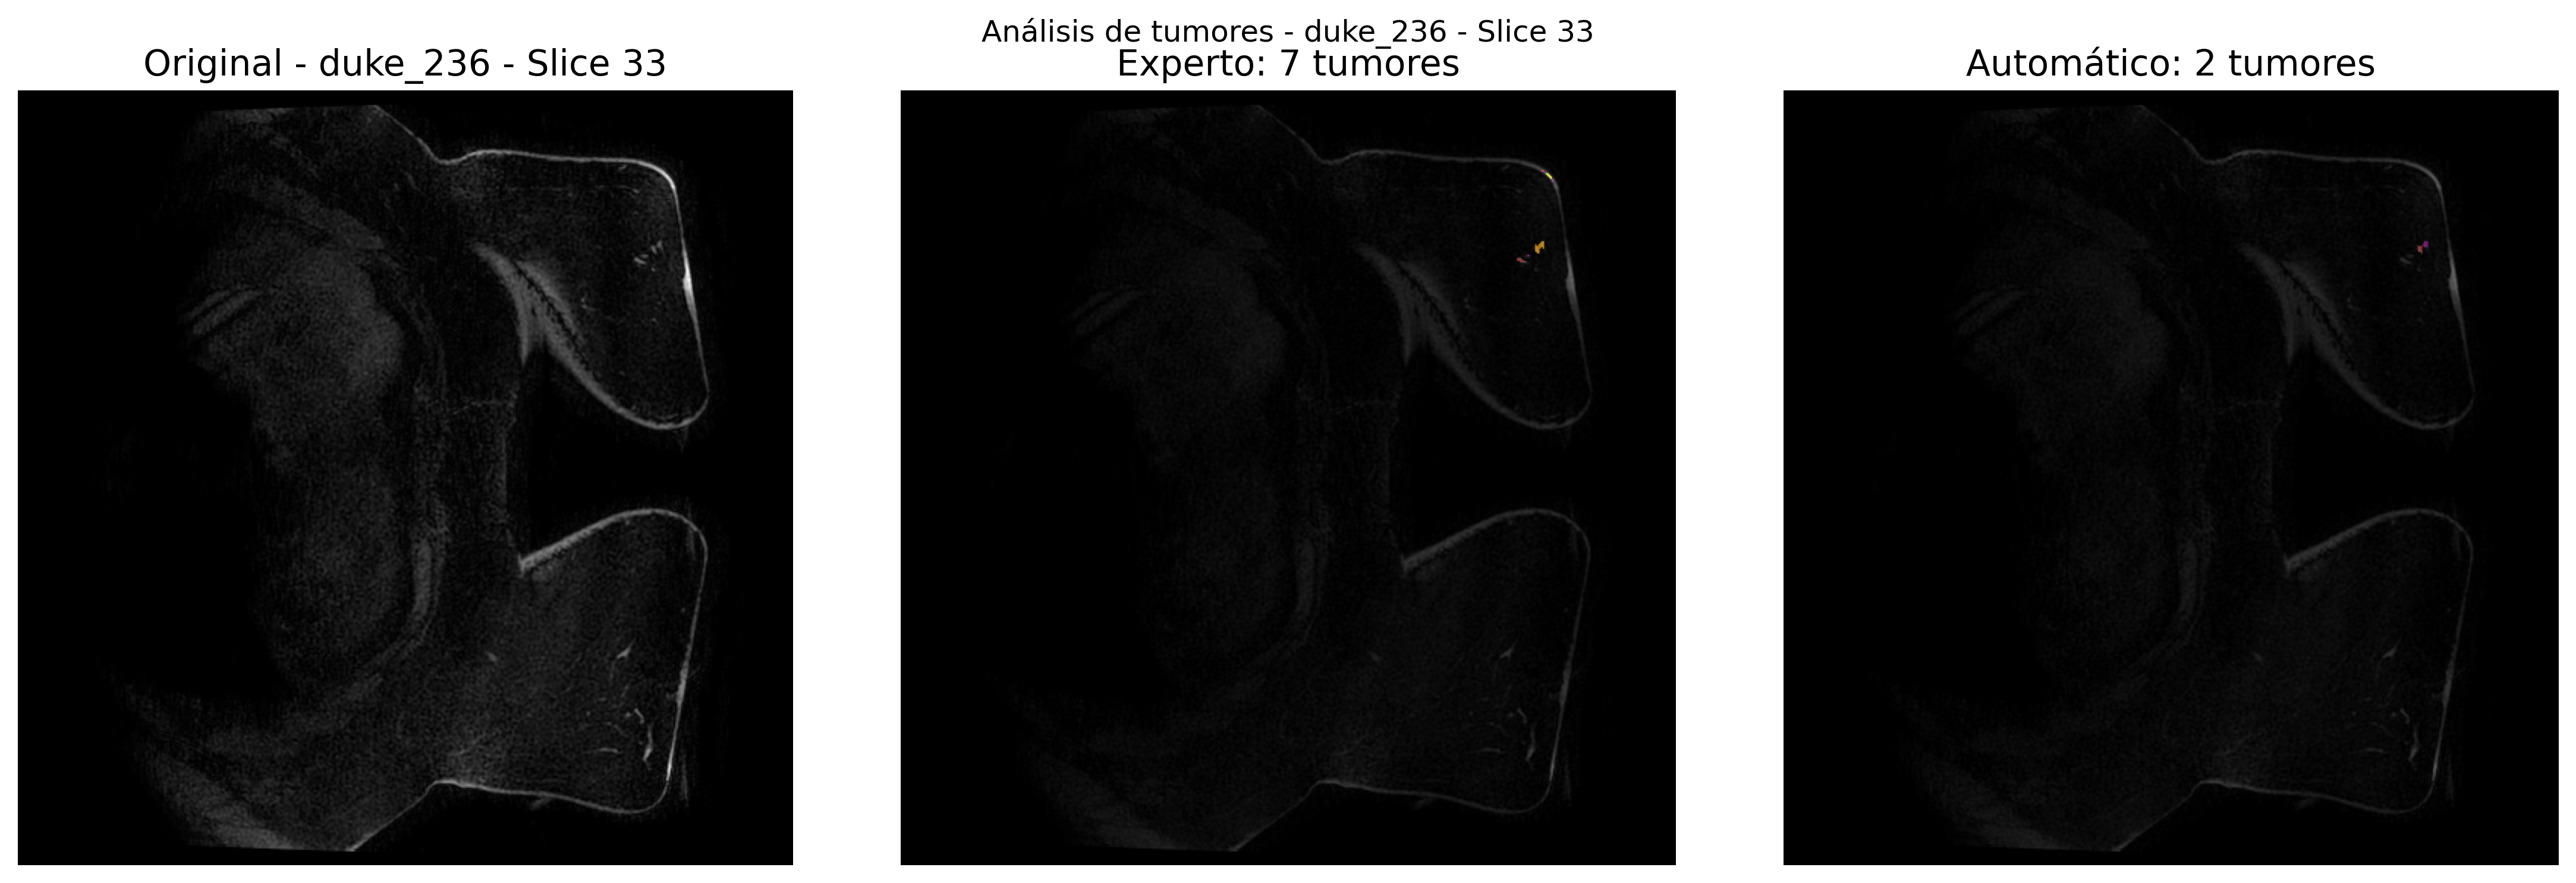 Análisis de tumores - duke_236 - Slice 33
Original - duke_236 - Slice 33
Experto: 7 tumores
Automático: 2 tumores